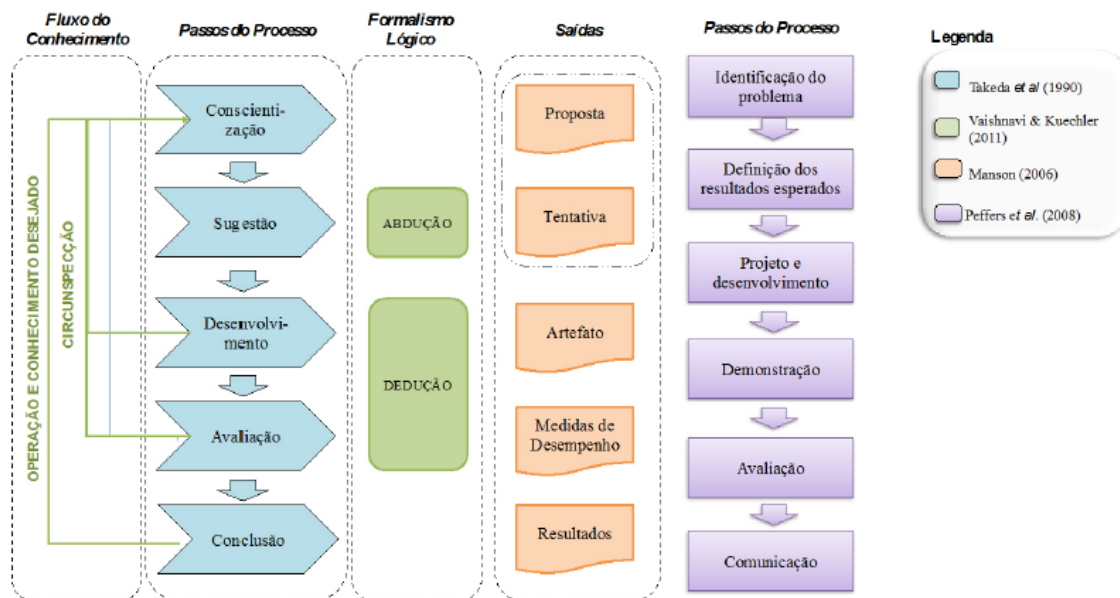 Fluxo do
Conhecimento
Passos do Processo
Formalismo
Lógico
Saídas
Passos do Processo
OPERAÇÃO E CONHECIMENTO DESEJADO
CIRCUNSPECÇÃO
Conscienti-
zação
Sugestão
Desenvolvi-
mento
Avaliação
Conclusão
ABDUÇÃO
DEDUÇÃO
Proposta
Tentativa
Artefato
Medidas de
Desempenho
Resultados
Identificação do
problema
Definição dos
resultados esperados
Projeto e
desenvolvimento
Demonstração
Avaliação
Comunicação
Legenda
Takeda et al (1990)
Vaishnavi & Kuechler
(2011)
Manson (2006)
Peffers et al. (2008)